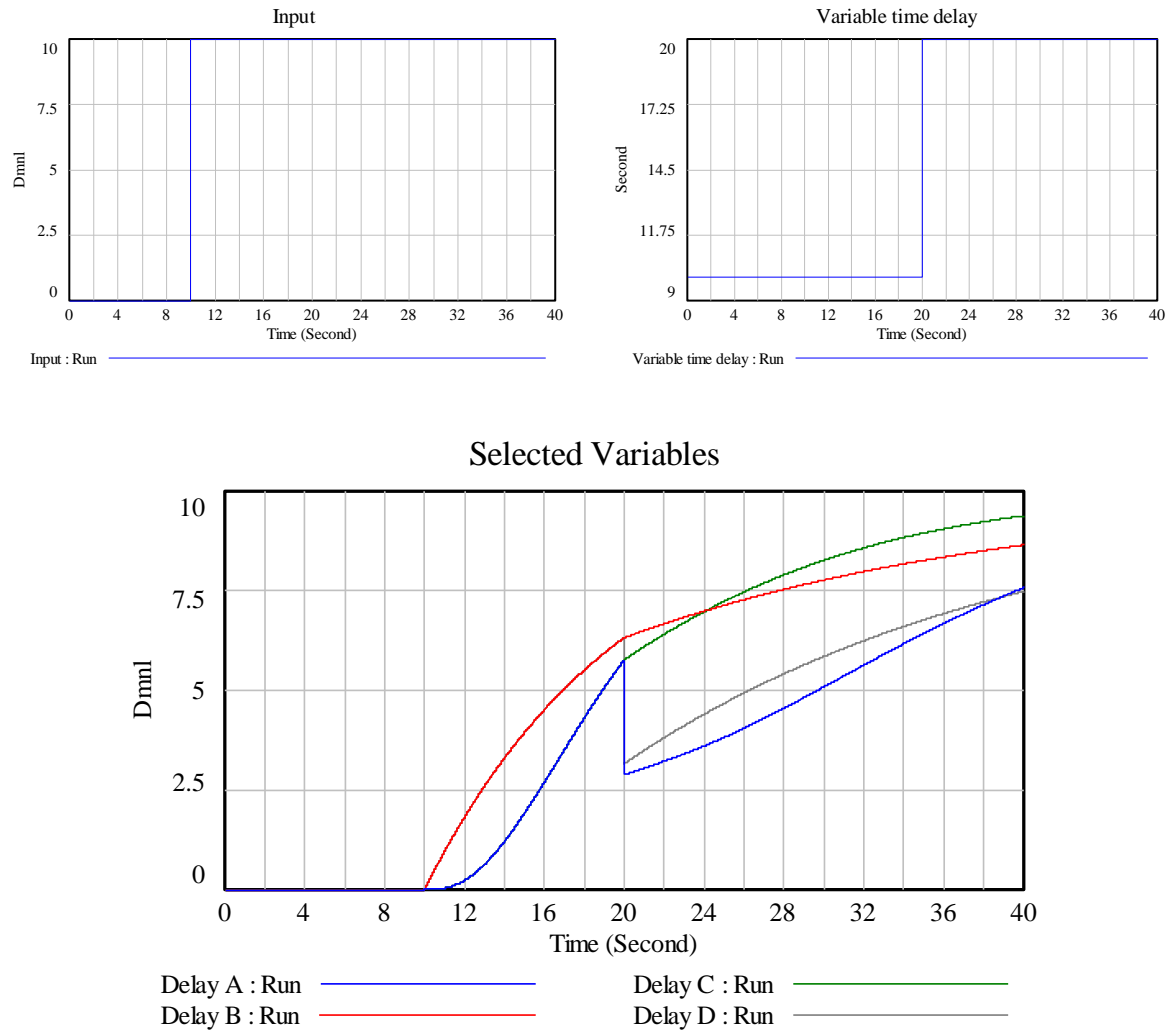 Input
10
7.5
5
2.5
0
Dmnl
0 4 8 12 16 20 24 28 32 36 40
Time (Second)
Input : Run
Variable time delay
20
17.25
14.5
11.75
9
Second
0 4 8 12 16 20 24 28 32 36 40
Time (Second)
Variable time delay : Run
Selected Variables
10
7.5
5
2.5
0
Dmnl
0 4 8 12 16 20 24 28 32 36 40
Time (Second)
Delay A : Run
Delay B : Run
Delay C : Run
Delay D : Run